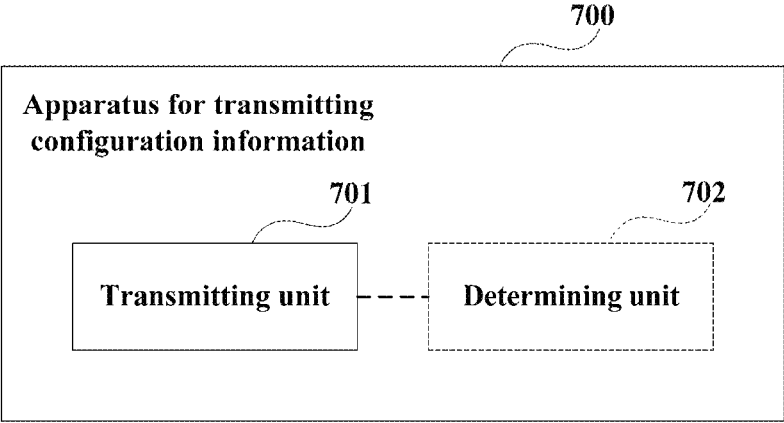 700
Apparatus for transmitting
configuration information
701
702
Transmitting unit
Determining unit